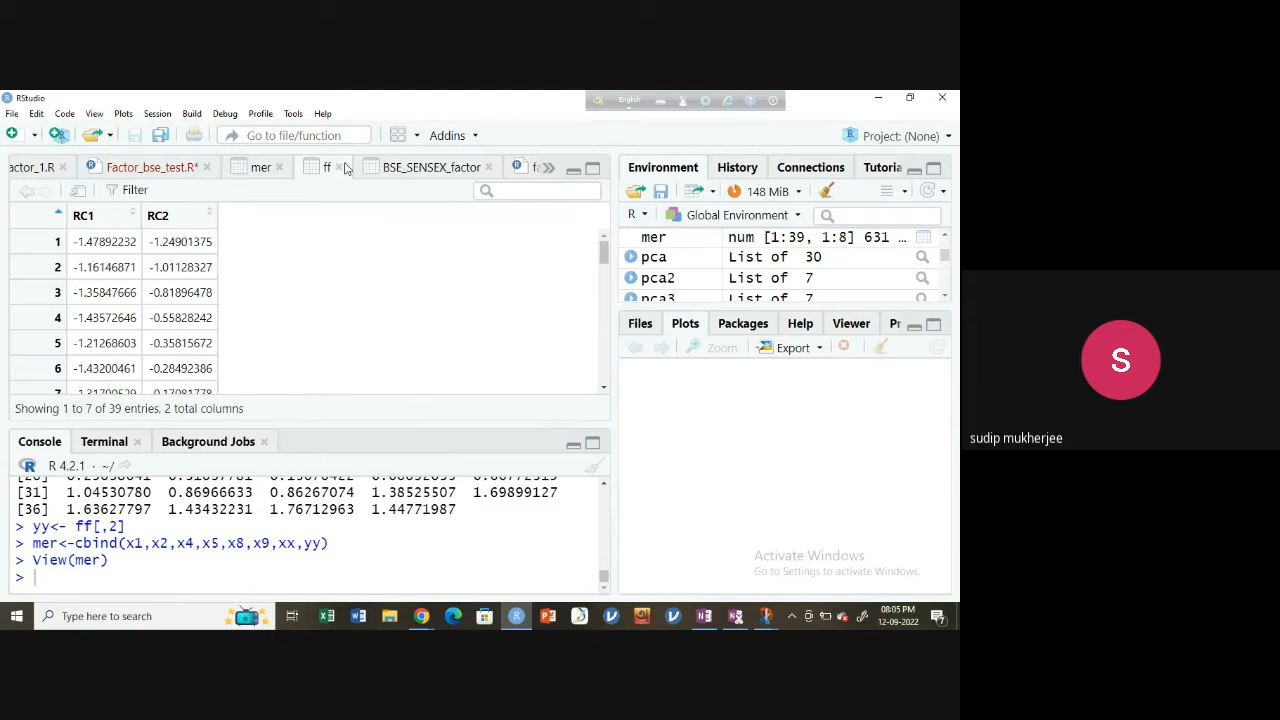 RStudio
English
File Edit Code View Plots Session Build Debug Profile Tools Help
Go to file/function
Addins
Project: (None)
actor_1.R
Factor_bse_test.R*
mer
ff
BSE_SENSEX_factor
Filter
RC1 RC2
1 -1.47892232 -1.24901375
2 -1.16146871 -1.01128327
3 -1.35847666 -0.81896478
4 -1.43572646 -0.55828242
5 -1.21268603 -0.35815672
6 -1.43200461 -0.28492386
Showing 1 to 7 of 39 entries, 2 total columns
Console Terminal Background Jobs
R 4.2.1 · ~/
[31] 1.04530780 0.86966633 0.86267074 1.38525507 1.69899127
[36] 1.63627797 1.43432231 1.76712963 1.44771987
> yy<- ff[,2]
> mer<-cbind(x1,x2,x4,x5,x8,x9,xx,yy)
> View(mer)
>
Environment History Connections Tutoria
148 MiB
R Global Environment
mer num [1:39, 1:8] 631 ...
pca List of 30
pca2 List of 7
pca3 List of 7
Files Plots Packages Help Viewer Pr
Zoom Export
Activate Windows
Go to Settings to activate Windows.
Type here to search
08:05 PM
12-09-2022
7
S
sudip mukherjee